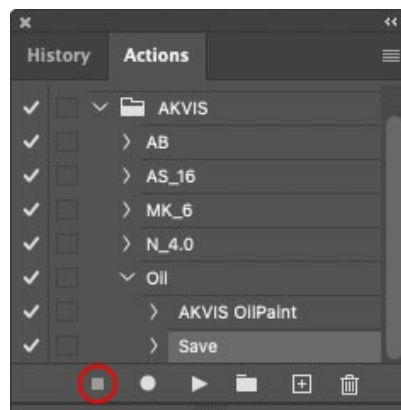 History Actions
AKVIS
AB
AS_16
MK_6
N_4.0
Oil
AKVIS OilPaint
Save